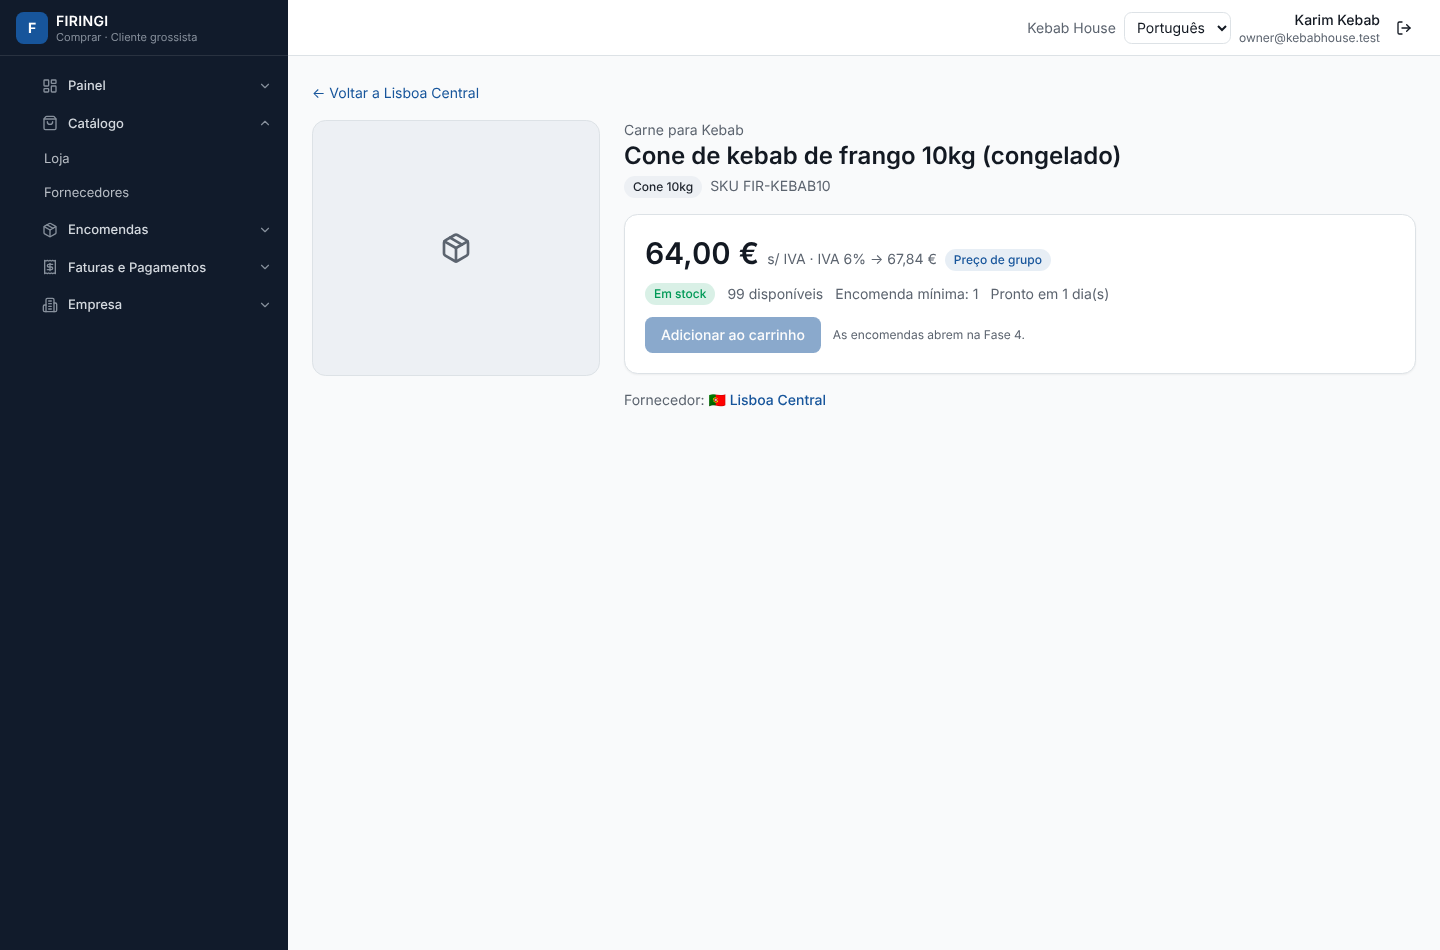 F
FIRINGI
Comprar · Cliente grossista
Painel
Catálogo
Loja
Fornecedores
Encomendas
Faturas e Pagamentos
Empresa
Kebab House
Português
Karim Kebab
owner@kebabhouse.test
← Voltar a Lisboa Central
Carne para Kebab
Cone de kebab de frango 10kg (congelado)
Cone 10kg SKU FIR-KEBAB10
64,00 € s/ IVA · IVA 6% → 67,84 € Preço de grupo
Em stock 99 disponíveis Encomenda mínima: 1 Pronto em 1 dia(s)
Adicionar ao carrinho As encomendas abrem na Fase 4.
Fornecedor: 🇵🇹 Lisboa Central